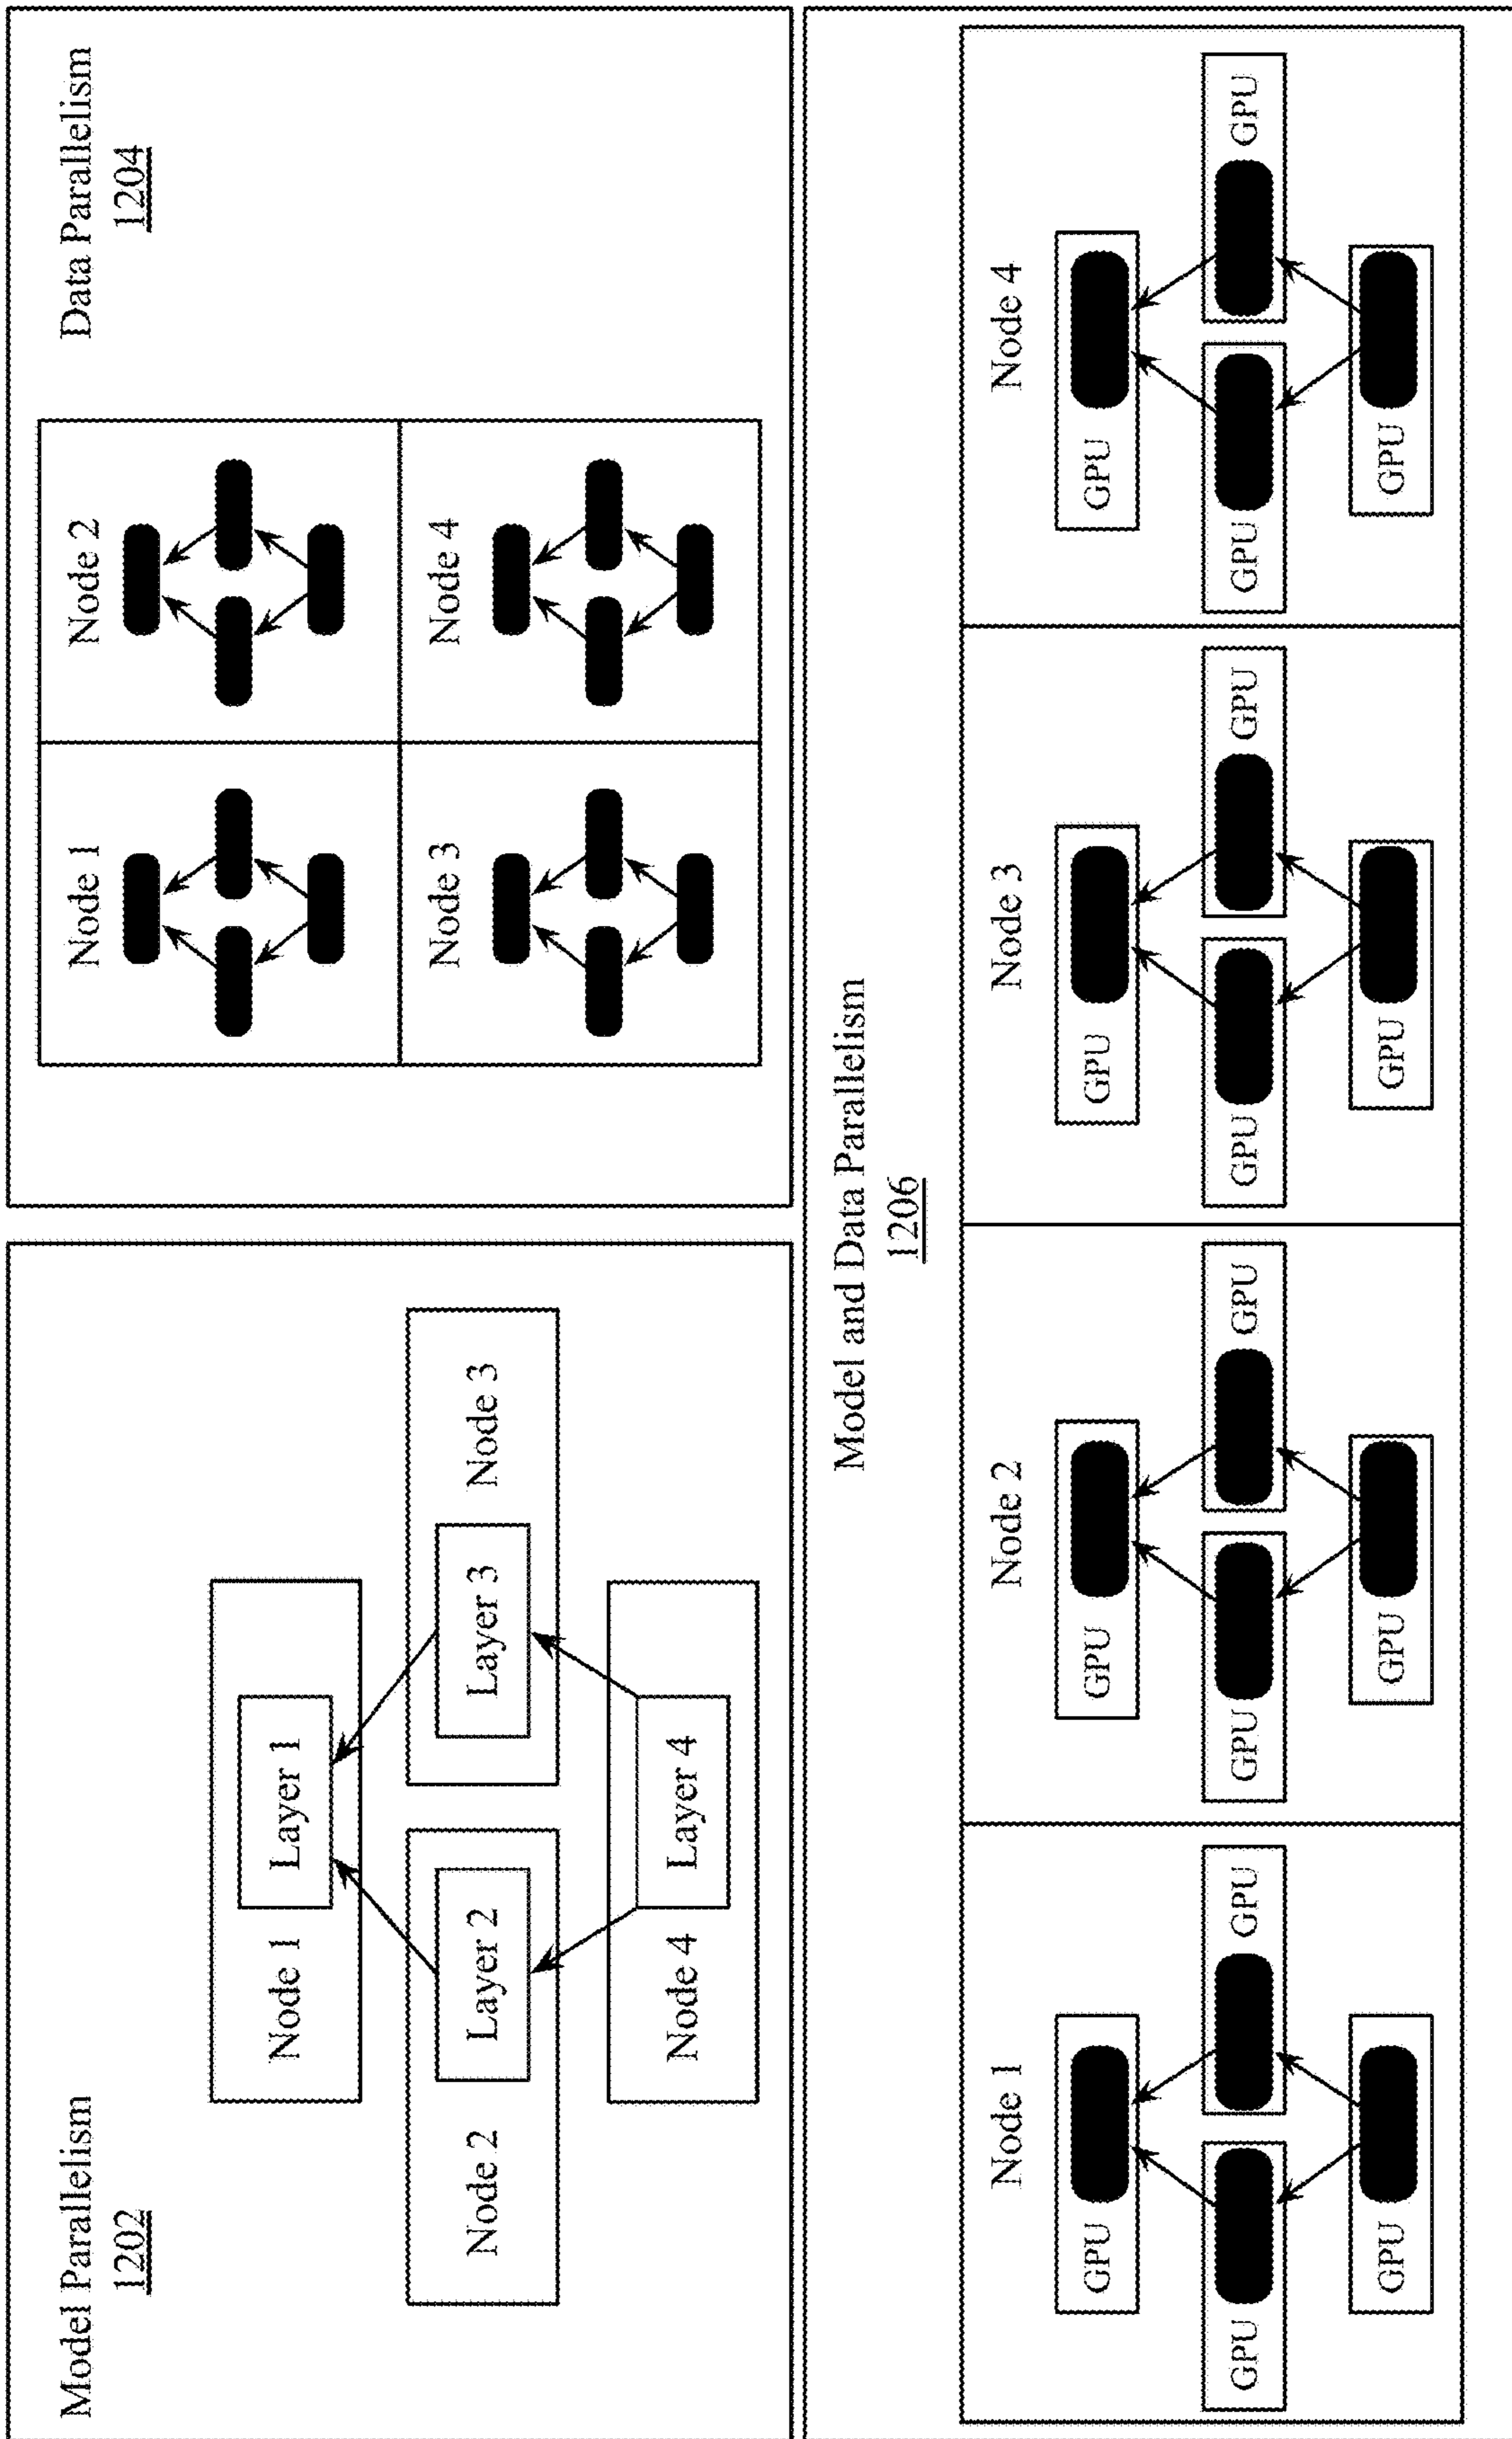 Model Parallelism
1202
Node 1
Layer 1
Node 2
Layer 2
Layer 3
Node 3
Node 4
Layer 4
Data Parallelism
1204
Node 1
Node 2
Node 3
Node 4
Model and Data Parallelism
1206
Node 1
GPU
GPU
GPU
GPU
Node 2
GPU
GPU
GPU
GPU
Node 3
GPU
GPU
GPU
GPU
Node 4
GPU
GPU
GPU
GPU